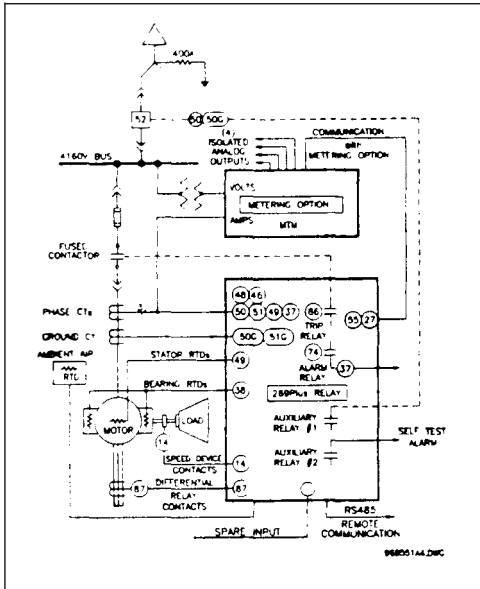 400A
52
50 50G
4160V BUS
(4)
ISOLATED
ANALOG
OUTPUTS
COMMUNICATION
with
METERING OPTION
VOLTS
METERING OPTION
AMPS
MTM
FUSED
CONTACTOR
PHASE CTs
GROUND CT
AMBIENT AIR
RTD
STATOR RTDs
BEARING RTDs
MOTOR
LOAD
14
SPEED DEVICE
CONTACTS
87
DIFFERENTIAL
RELAY
CONTACTS
48 46
50 51 49 37
50G 51G
49
38
14
87
86
TRIP
RELAY
74
ALARM
RELAY
37
55 27
269Plus RELAY
AUXILIARY
RELAY #1
AUXILIARY
RELAY #2
SELF TEST
ALARM
SPARE INPUT
RS485
REMOTE
COMMUNICATION